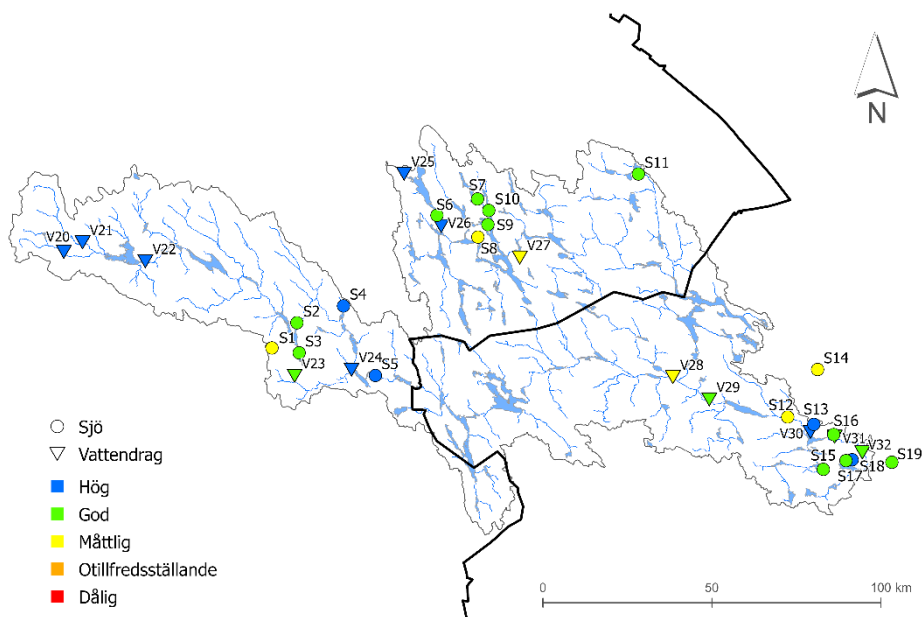 N
S11
V25
S7
S10
S6
V26
S9
S8
V27
V21
V20
V22
S4
S2
S1
S3
V23
V24
S5
V28
V29
S14
S12
S13
S16
V30
V31
V32
S15
S18
S19
S17
Sjö
Vattendrag
Hög
God
Måttlig
Otillfredsställande
Dålig
0 50 100 km